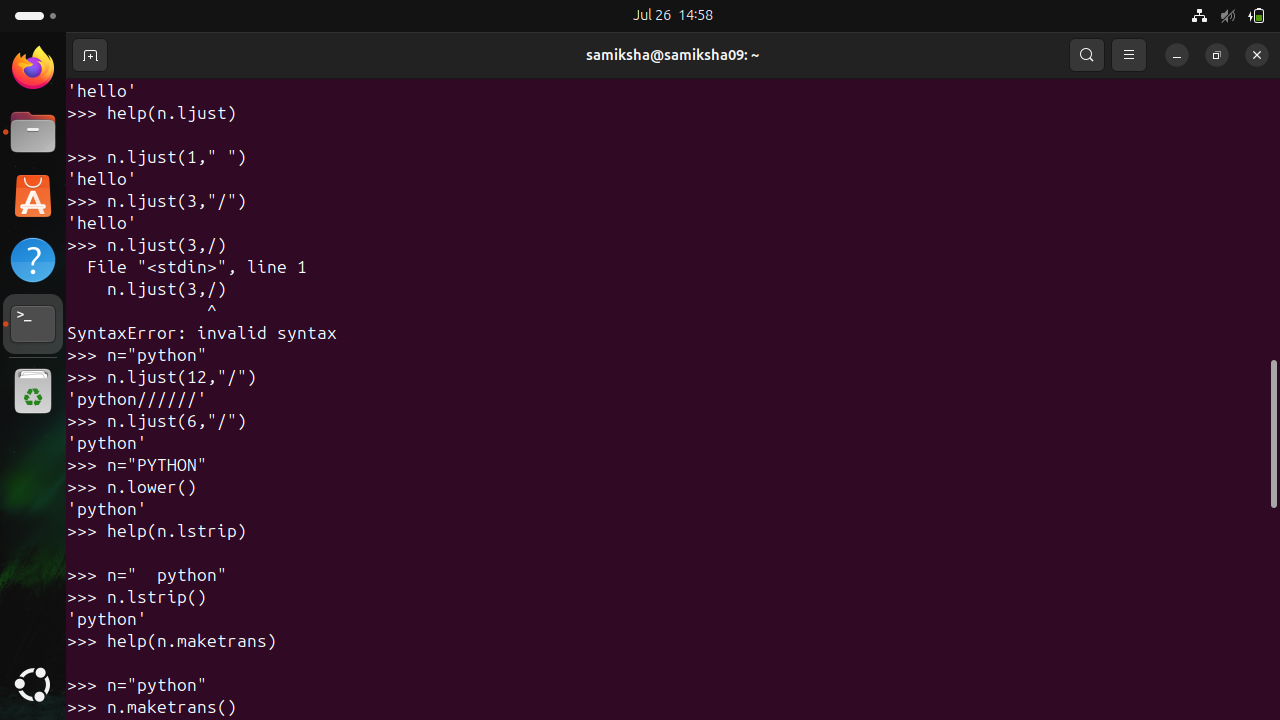 Jul 26 14:58
samiksha@samiksha09: ~
'hello'
>>> help(n.ljust)
>>> n.ljust(1," ")
'hello'
>>> n.ljust(3,"/")
'hello'
>>> n.ljust(3,/)
  File "<stdin>", line 1
    n.ljust(3,/)
              ^
SyntaxError: invalid syntax
>>> n="python"
>>> n.ljust(12,"/")
'python//////'
>>> n.ljust(6,"/")
'python'
>>> n="PYTHON"
>>> n.lower()
'python'
>>> help(n.lstrip)
>>> n="  python"
>>> n.lstrip()
'python'
>>> help(n.maketrans)
>>> n="python"
>>> n.maketrans()